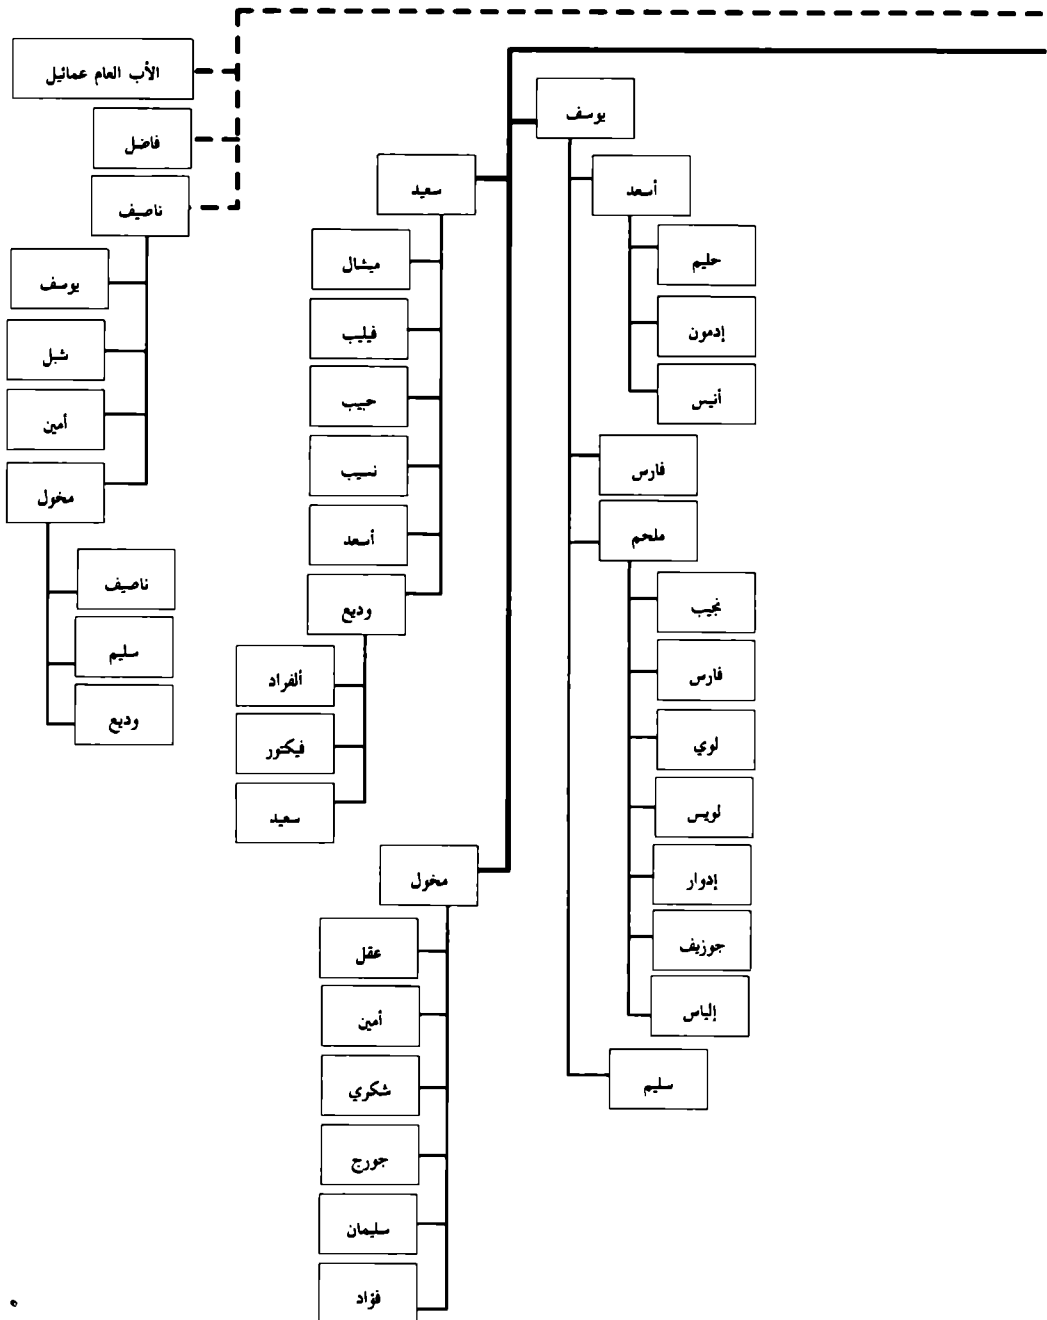 يوسف
أسعد
حليم
إدمون
أنيس
فارس
ملحم
نجيب
فارس
لوي
لويس
إدوار
جوزيف
إلياس
سليم
سعيد
ميشال
فيليب
حبيب
نسيب
أسعد
وديع
ألفراد
فيكتور
سعيد
مخول
عقل
أمين
شكري
جورج
سليمان
فؤاد
الأب العام عمائيل
فاضل
ناصيف
يوسف
شبل
أمين
مخول
ناصيف
سليم
وديع